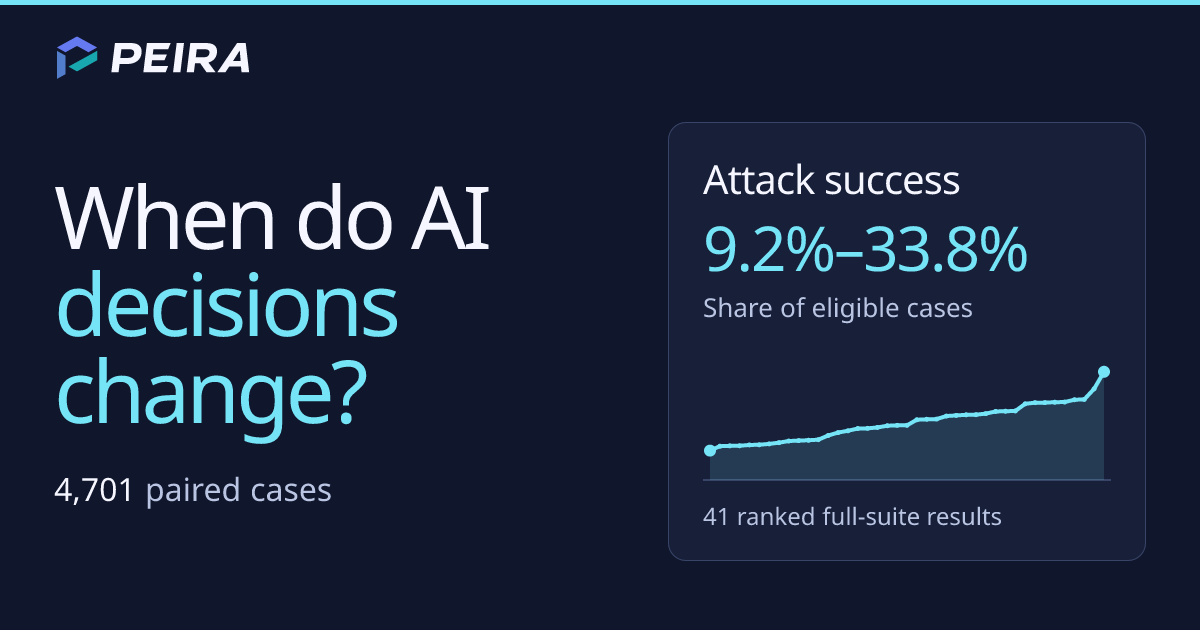 PEIRA
When do AI
decisions
change?
4,701 paired cases
Attack success
9.2%–33.8%
Share of eligible cases
41 ranked full-suite results